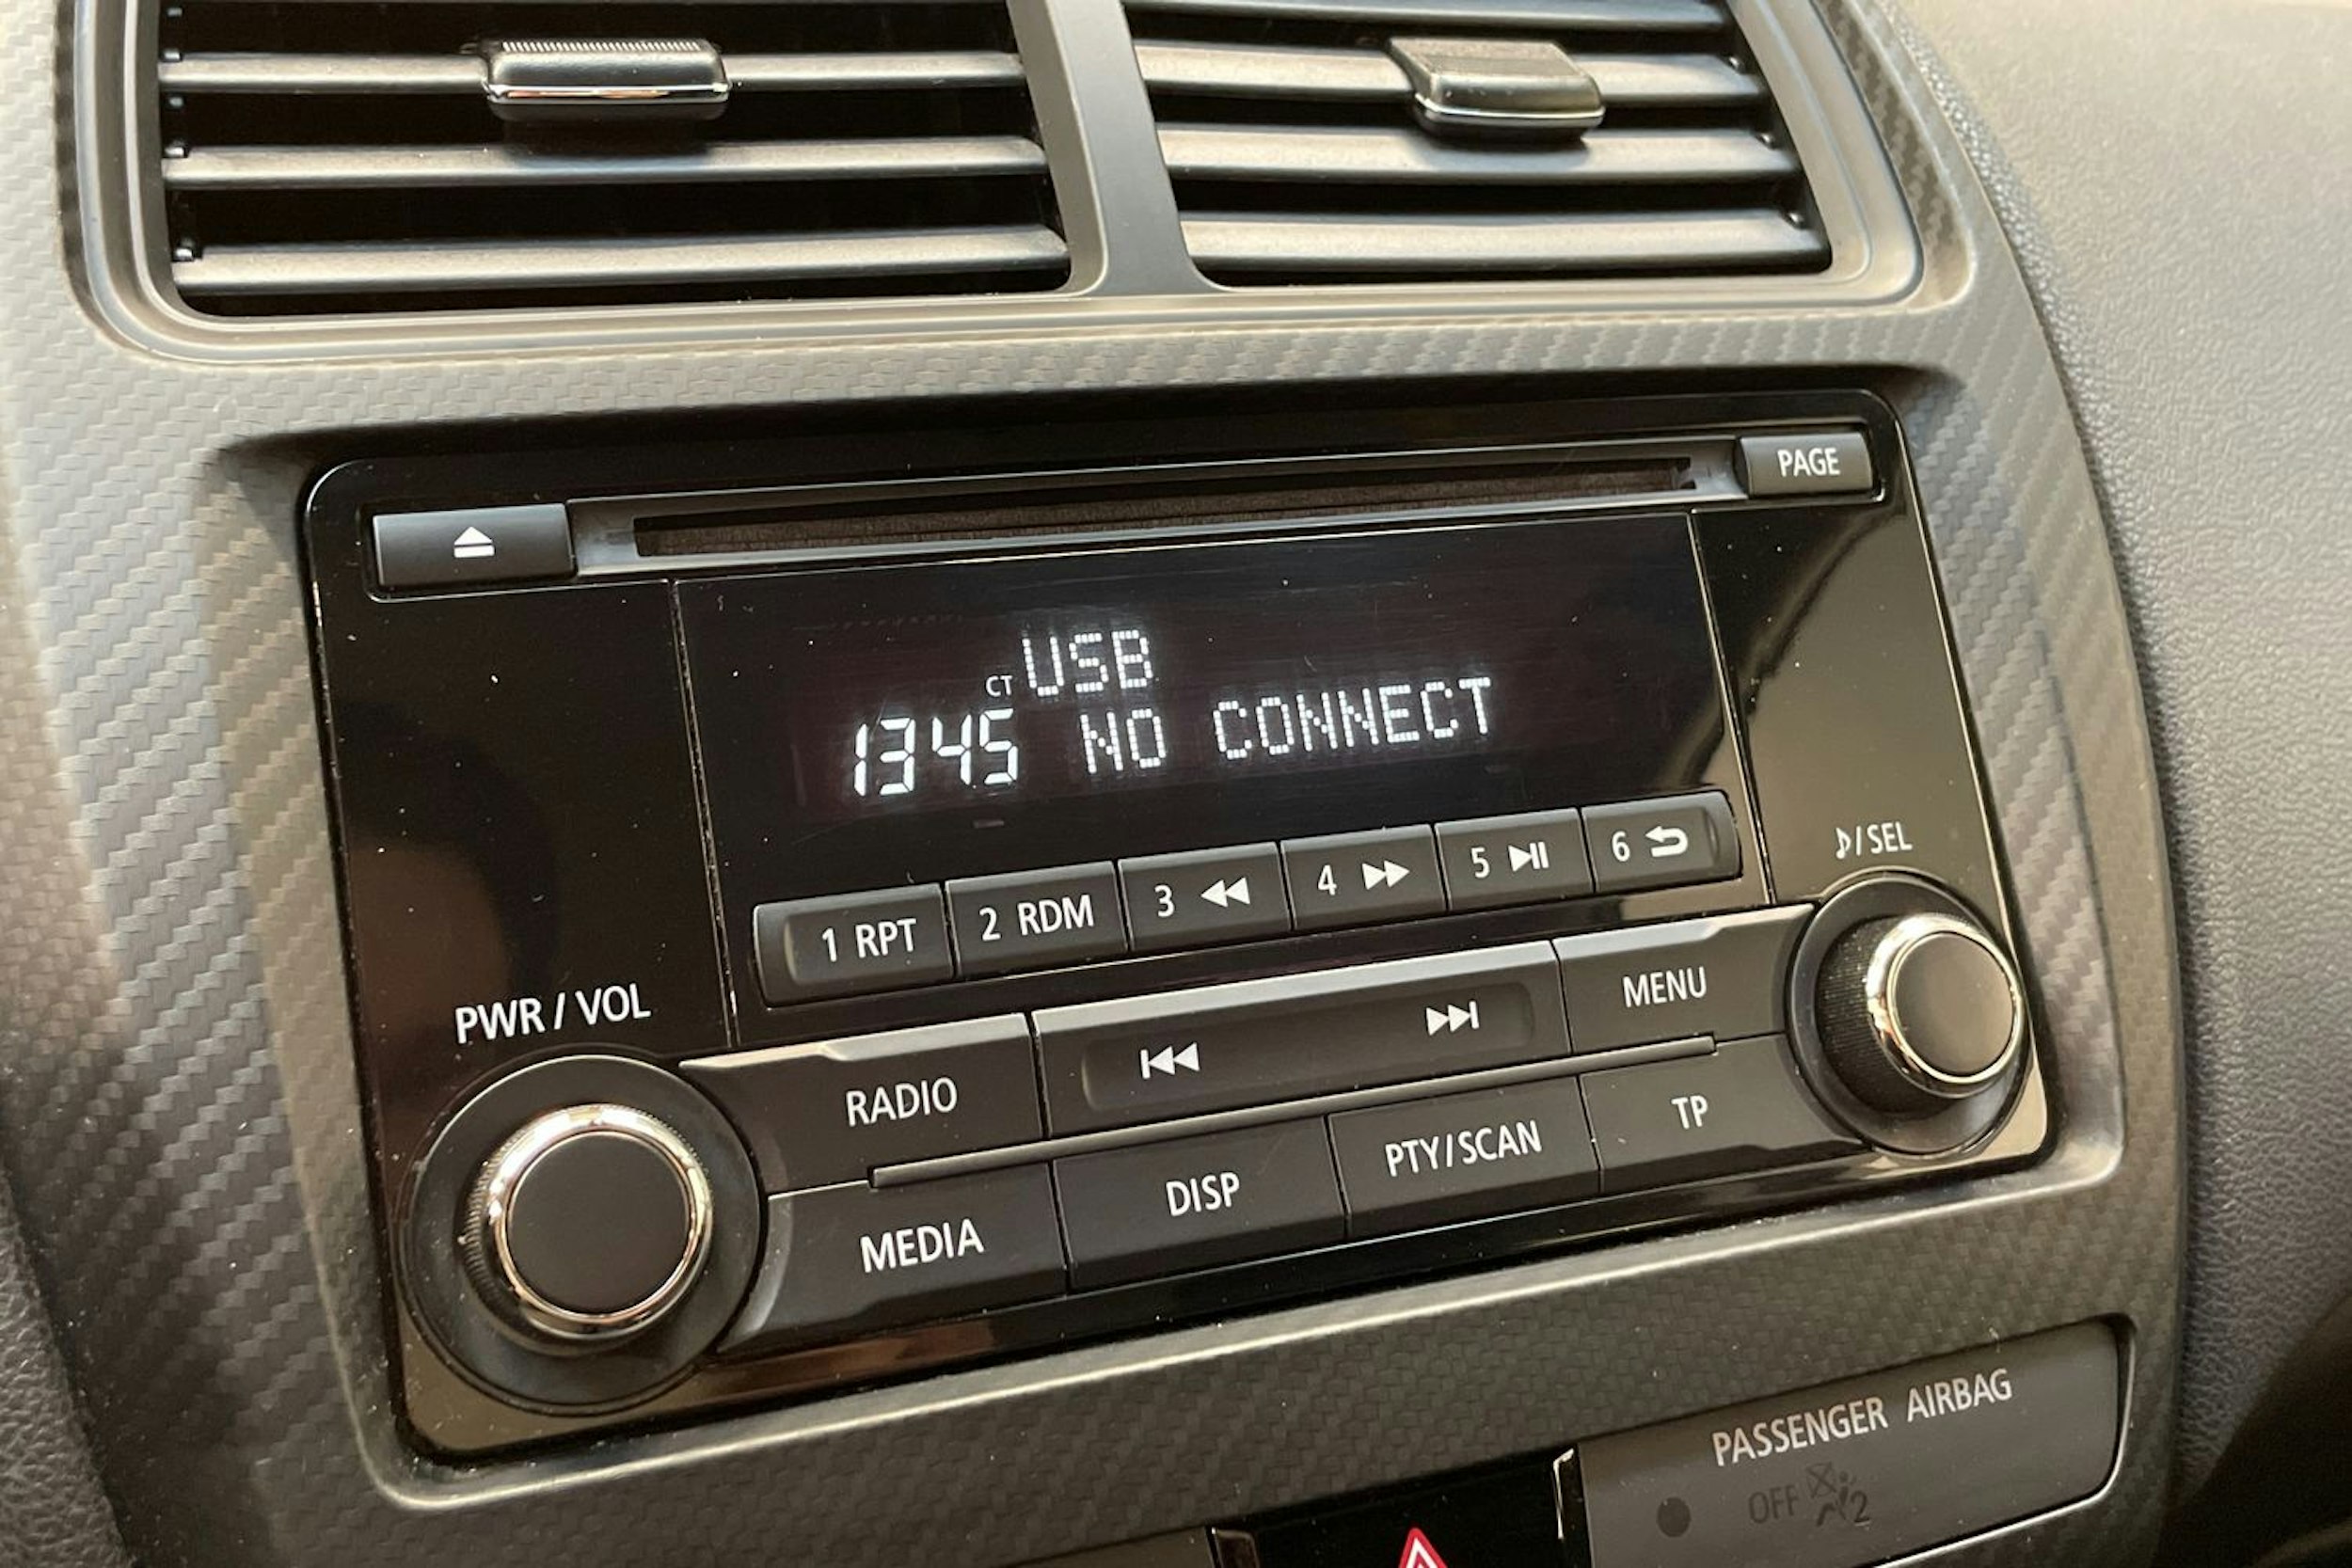 PAGE
CT USB
1345 NO CONNECT
♪/SEL
1 RPT 2 RDM 3 4 5 6
PWR / VOL
MENU
RADIO
TP
PTY/SCAN
DISP
MEDIA
PASSENGER AIRBAG
OFF 2